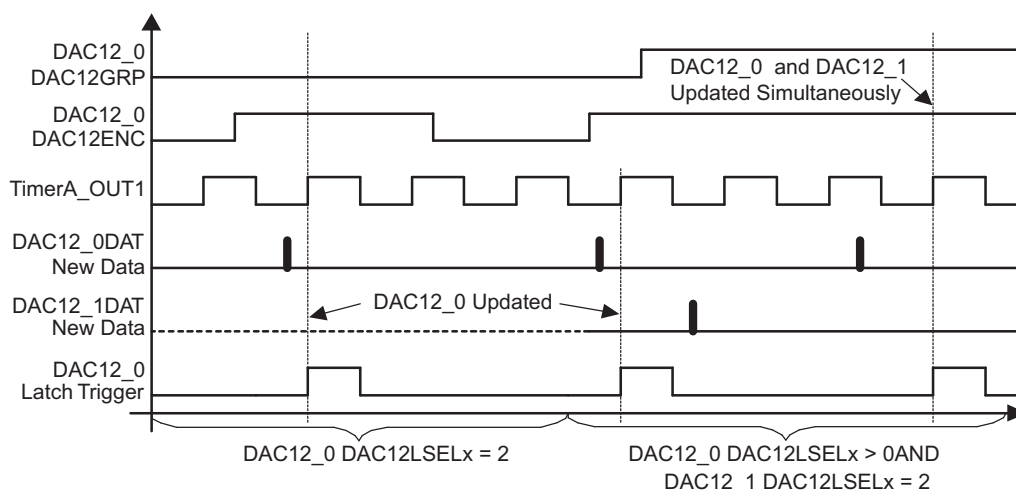 DAC12_0
DAC12GRP
DAC12_0 and DAC12_1
Updated Simultaneously
DAC12_0
DAC12ENC
TimerA_OUT1
DAC12_0DAT
New Data
DAC12_1DAT
New Data
DAC12_0 Updated
DAC12_0
Latch Trigger
DAC12_0 DAC12LSELx = 2
DAC12_0 DAC12LSELx > 0AND
DAC12_1 DAC12LSELx = 2